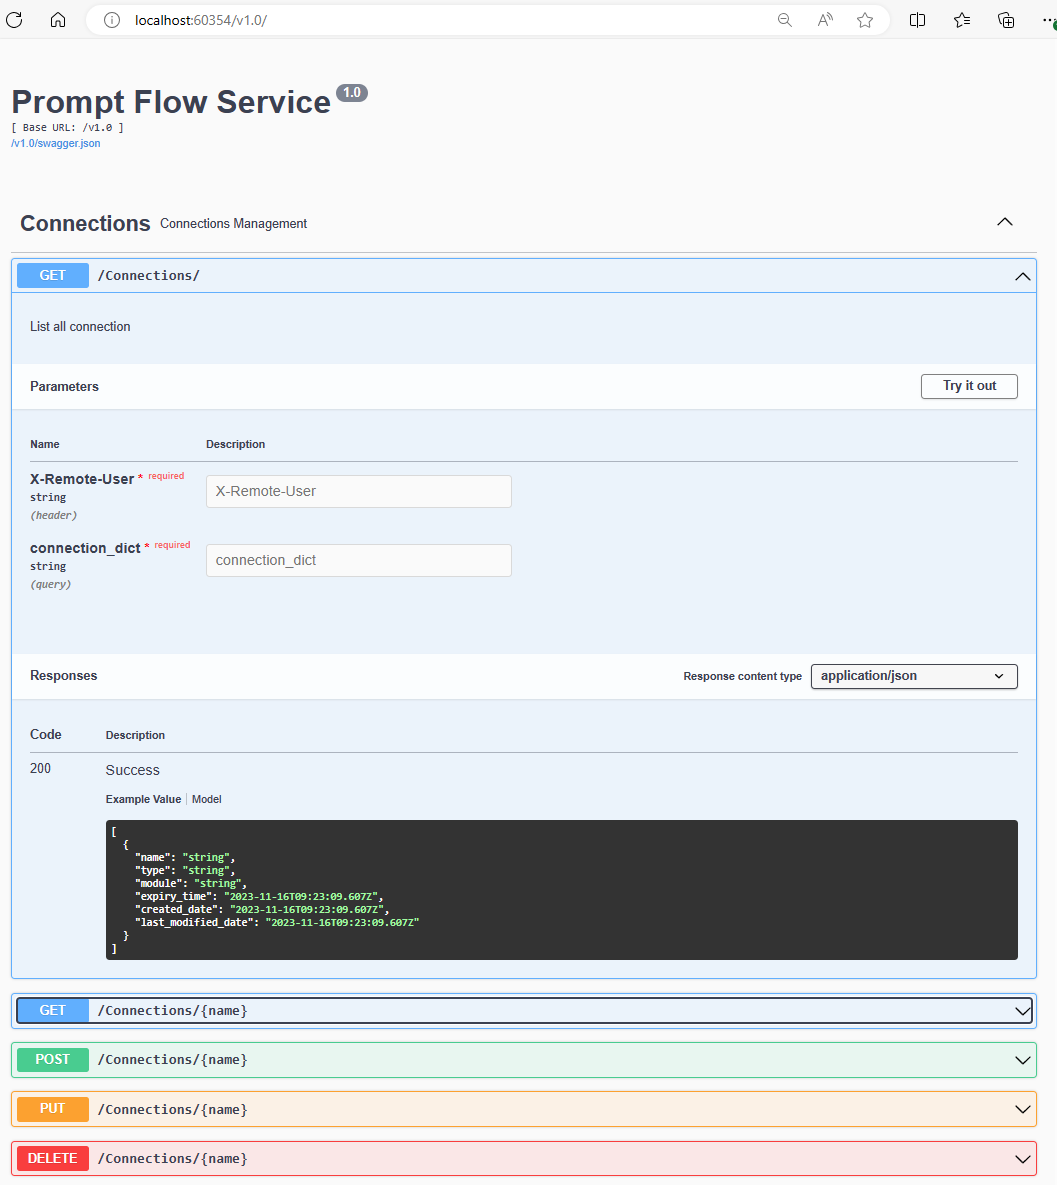 localhost:60354/v1.0/
Prompt Flow Service 1.0
[ Base URL: /v1.0 ]
/v1.0/swagger.json
Connections Connections Management
GET /Connections/
List all connection
Parameters Try it out
Name Description
X-Remote-User * required
string
(header)
X-Remote-User
connection_dict * required
string
(query)
connection_dict
Responses Response content type application/json
Code Description
200 Success
Example Value Model
[
{
"name": "string",
"type": "string",
"module": "string",
"expiry_time": "2023-11-16T09:23:09.607Z",
"created_date": "2023-11-16T09:23:09.607Z",
"last_modified_date": "2023-11-16T09:23:09.607Z"
}
]
GET /Connections/{name}
POST /Connections/{name}
PUT /Connections/{name}
DELETE /Connections/{name}